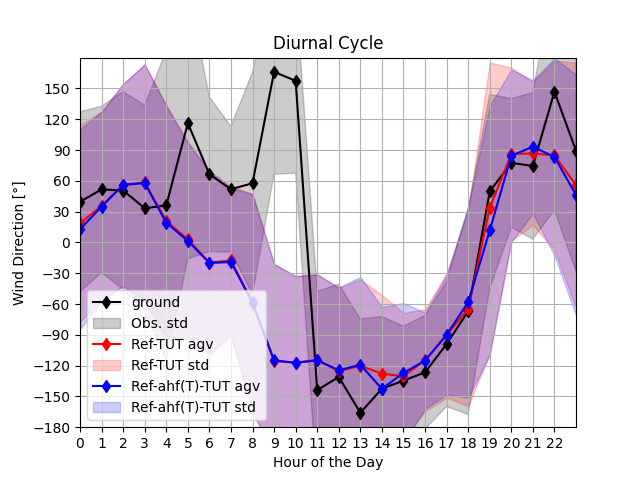 Diurnal Cycle
Wind Direction [°]
150
120
90
60
30
0
−30
−60
−90
−120
−150
−180
ground
Obs. std
Ref-TUT agv
Ref-TUT std
Ref-ahf(T)-TUT agv
Ref-ahf(T)-TUT std
0 1 2 3 4 5 6 7 8 9 10 11 12 13 14 15 16 17 18 19 20 21 22
Hour of the Day